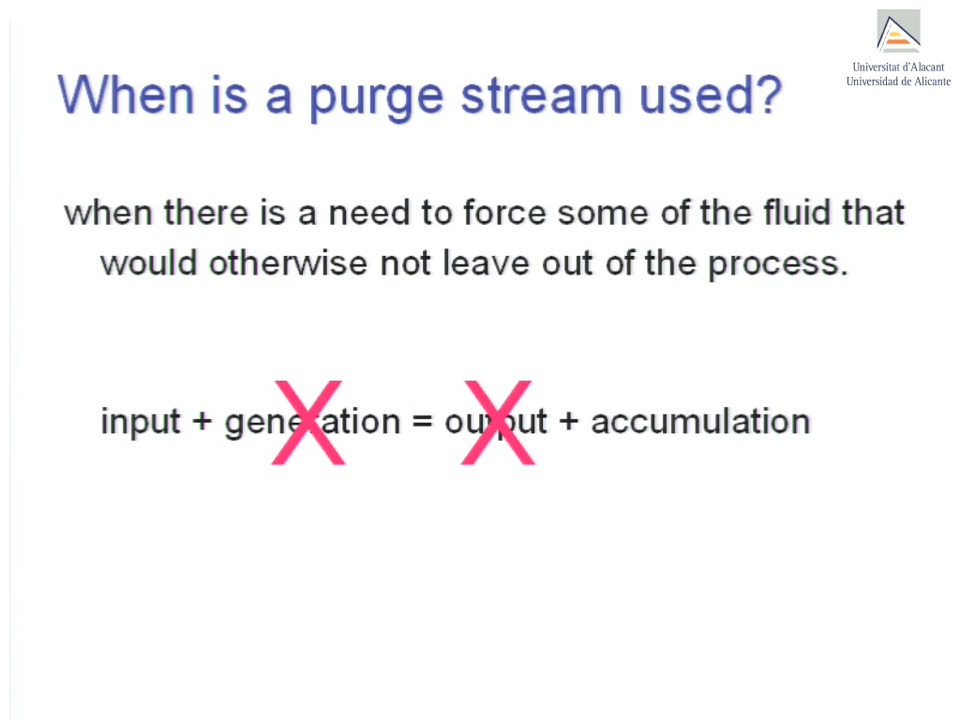 Universitat d'Alacant
Universidad de Alicante
When is a purge stream used?
when there is a need to force some of the fluid that
would otherwise not leave out of the process.
input + generation = output + accumulation